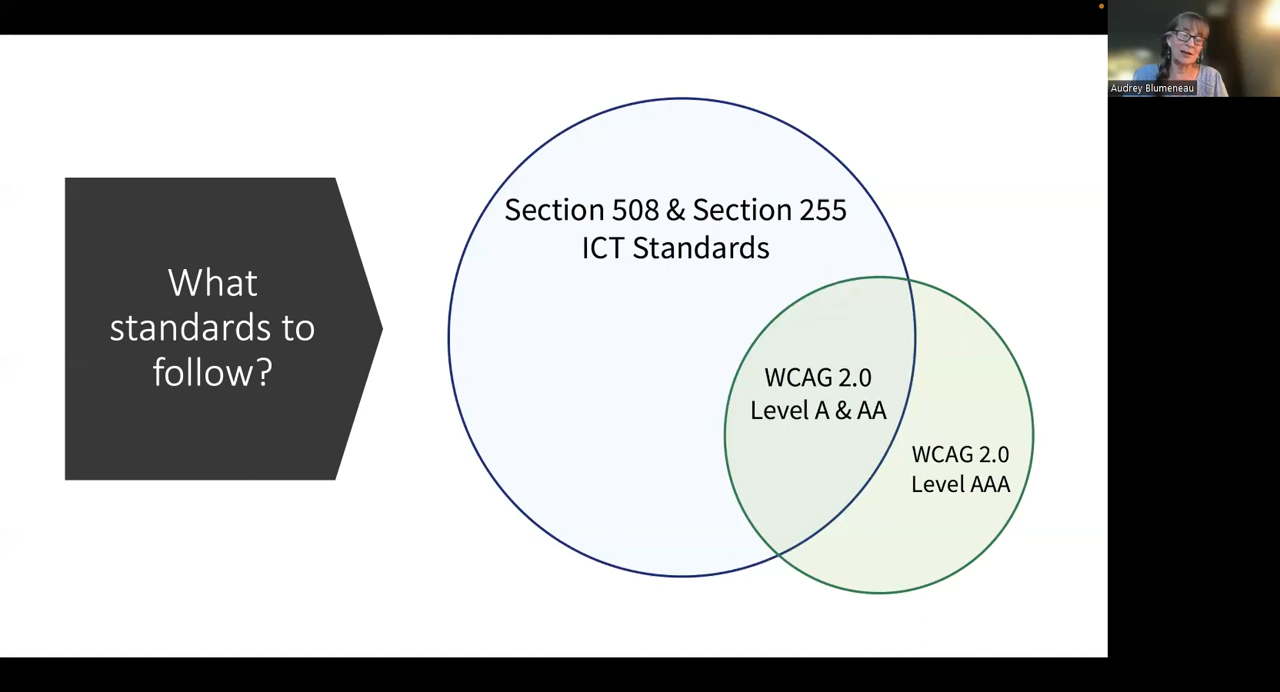 What
standards to
follow?
Section 508 & Section 255
ICT Standards
WCAG 2.0
Level A & AA
WCAG 2.0
Level AAA
Audrey Blumeneau